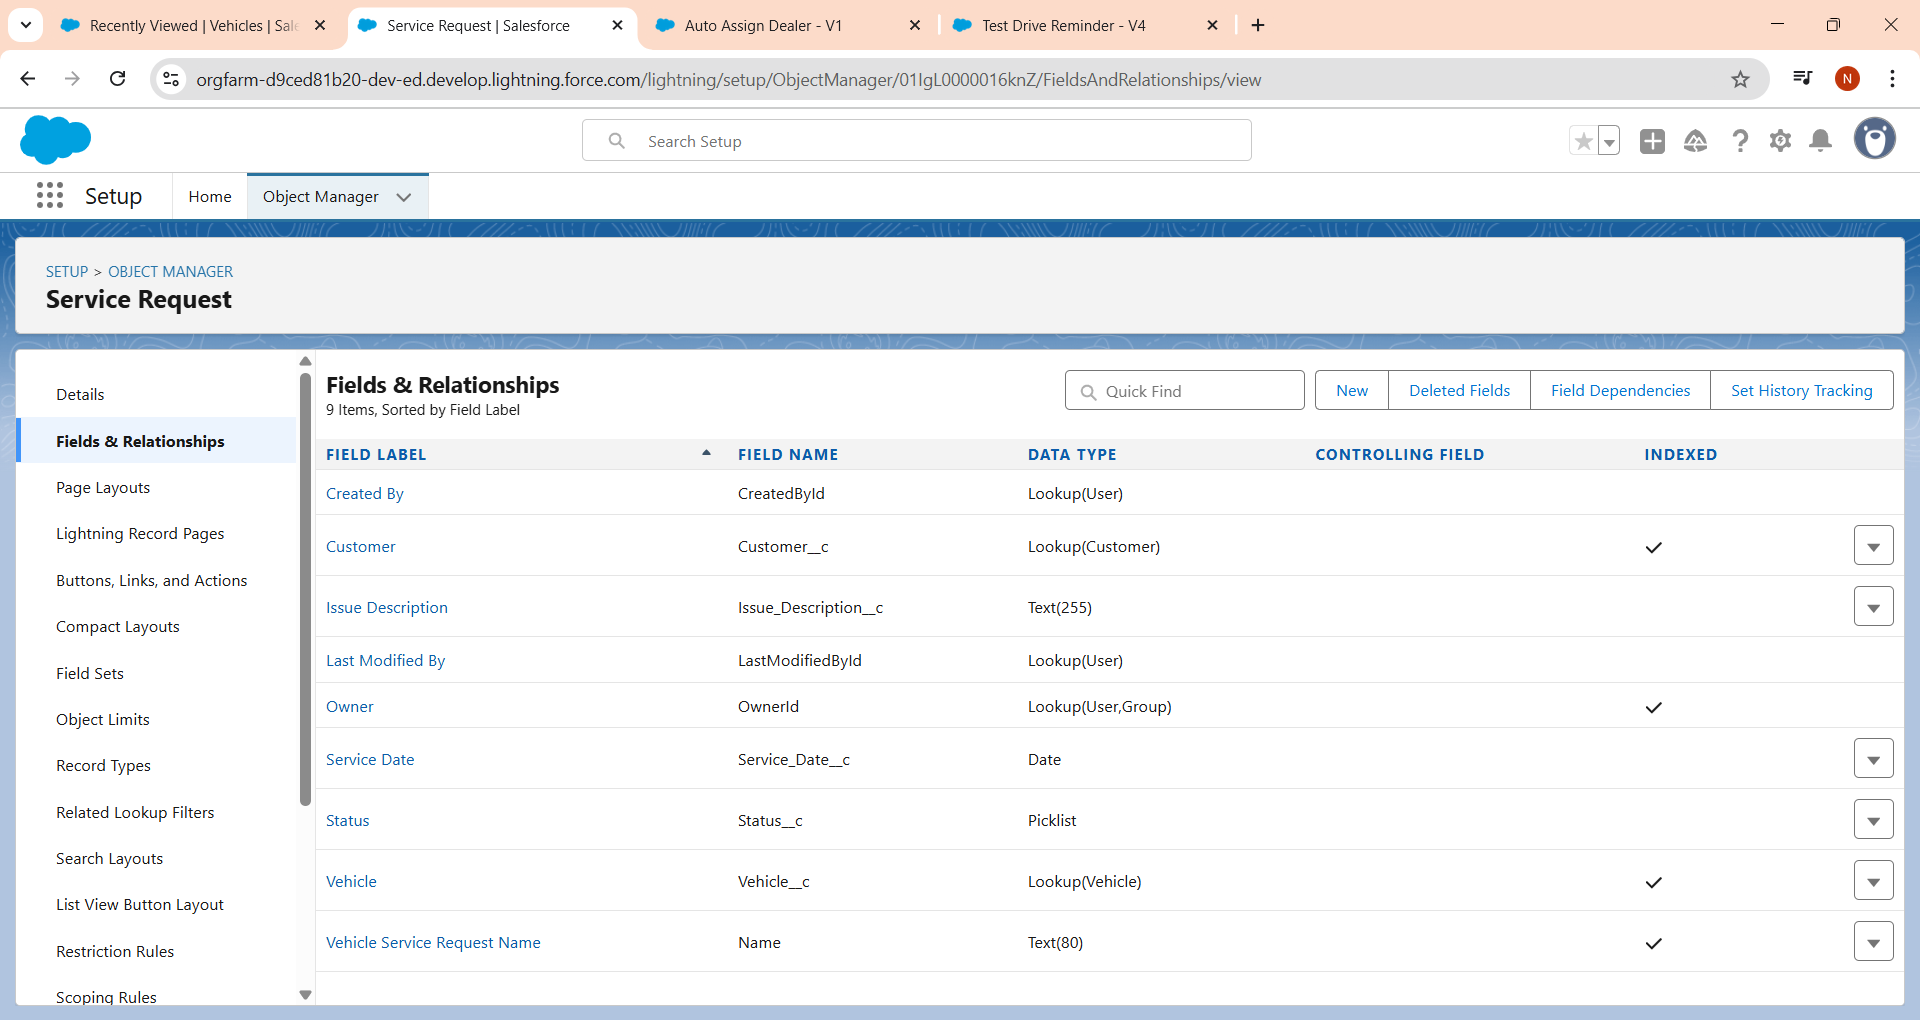 Recently Viewed | Vehicles | Sale
Service Request | Salesforce
Auto Assign Dealer - V1
Test Drive Reminder - V4
orgfarm-d9ced81b20-dev-ed.develop.lightning.force.com/lightning/setup/ObjectManager/01IgL0000016knZ/FieldsAndRelationships/view
N
Search Setup
Setup
Home
Object Manager
SETUP > OBJECT MANAGER
Service Request
Details
Fields & Relationships
Page Layouts
Lightning Record Pages
Buttons, Links, and Actions
Compact Layouts
Field Sets
Object Limits
Record Types
Related Lookup Filters
Search Layouts
List View Button Layout
Restriction Rules
Scoping Rules
Fields & Relationships
9 Items, Sorted by Field Label
Quick Find
New
Deleted Fields
Field Dependencies
Set History Tracking
FIELD LABEL FIELD NAME DATA TYPE CONTROLLING FIELD INDEXED
Created By CreatedById Lookup(User)
Customer Customer__c Lookup(Customer)
Issue Description Issue_Description__c Text(255)
Last Modified By LastModifiedById Lookup(User)
Owner OwnerId Lookup(User,Group)
Service Date Service_Date__c Date
Status Status__c Picklist
Vehicle Vehicle__c Lookup(Vehicle)
Vehicle Service Request Name Name Text(80)